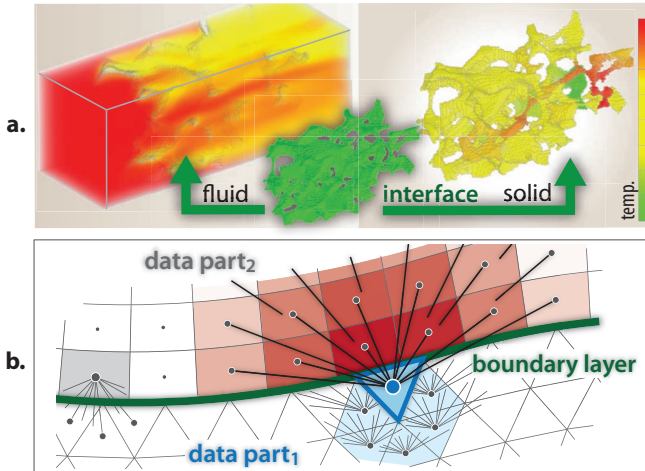 a.
fluid
interface
solid
temp.
b.
data part₂
boundary layer
data part₁